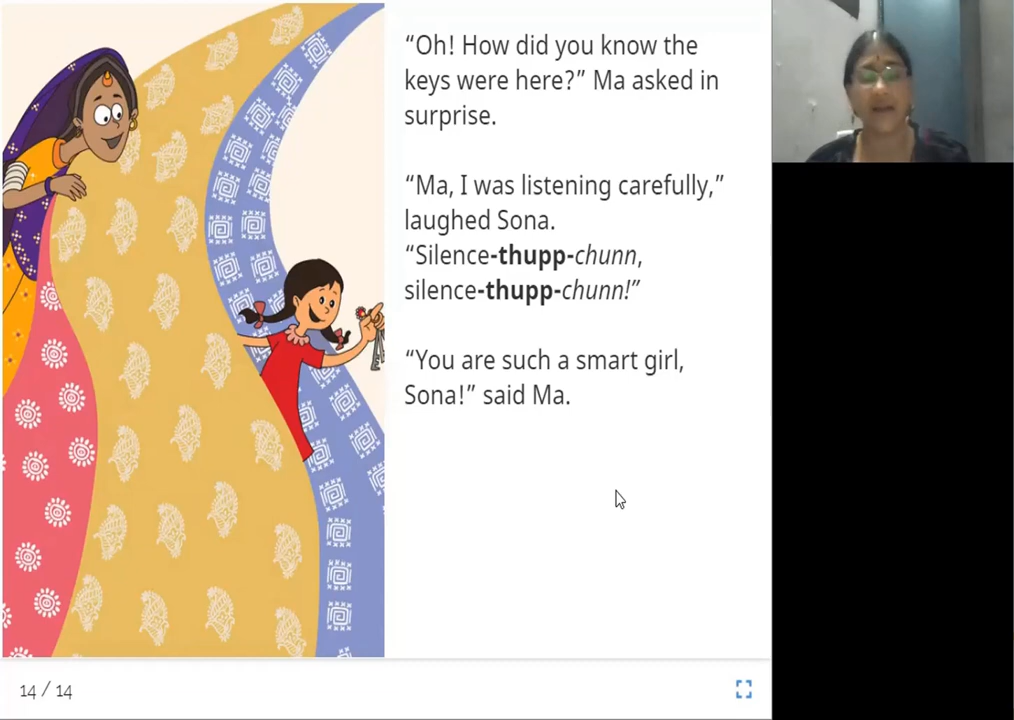 “Oh! How did you know the
keys were here?” Ma asked in
surprise.
“Ma, I was listening carefully,”
laughed Sona.
“Silence-thupp-chunn,
silence-thupp-chunn!”
“You are such a smart girl,
Sona!” said Ma.
14 / 14